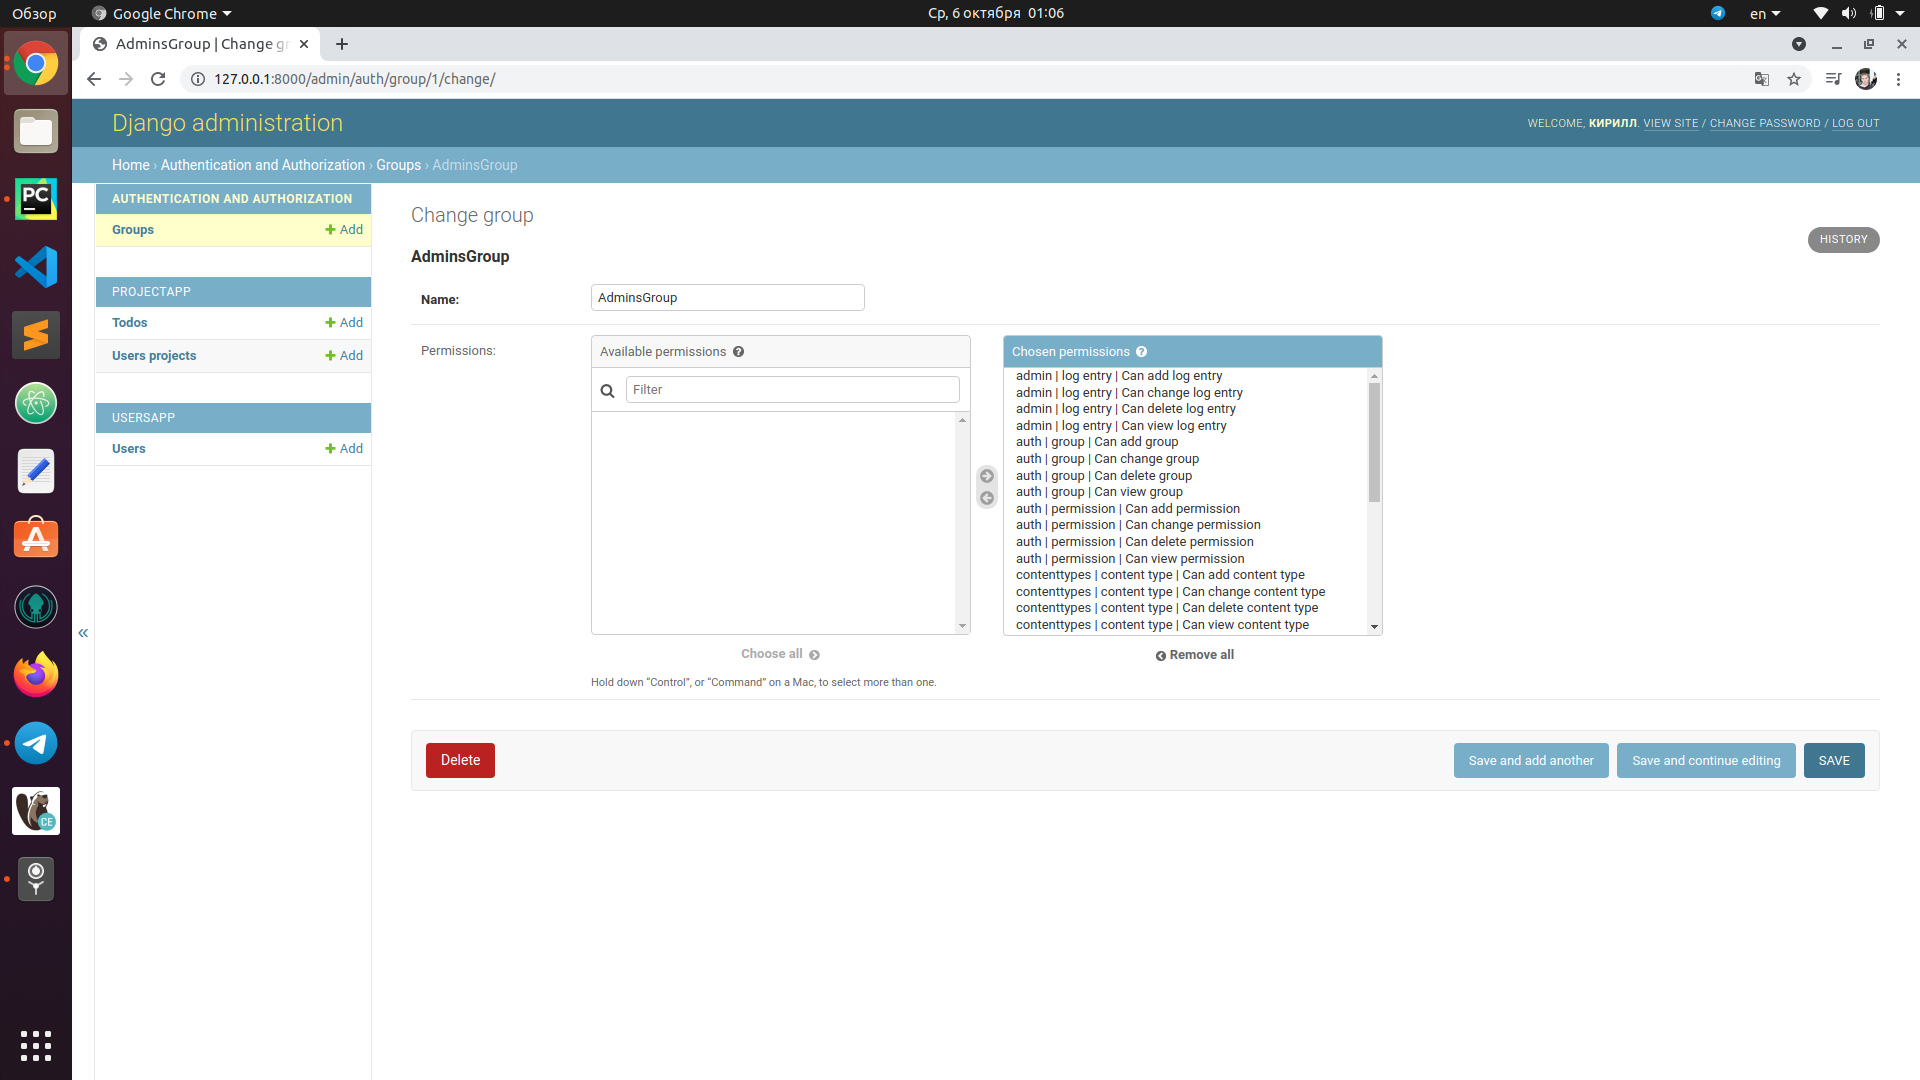 Обзор
Google Chrome
Ср, 6 октября 01:06
en
AdminsGroup | Change gr
127.0.0.1:8000/admin/auth/group/1/change/
Django administration
WELCOME, КИРИЛЛ. VIEW SITE / CHANGE PASSWORD / LOG OUT
Home › Authentication and Authorization › Groups › AdminsGroup
AUTHENTICATION AND AUTHORIZATION
Groups
Add
PROJECTAPP
Todos
Add
Users projects
Add
USERSAPP
Users
Add
«
Change group
HISTORY
AdminsGroup
Name:
AdminsGroup
Permissions:
Available permissions
Filter
Choose all
Chosen permissions
admin | log entry | Can add log entry
admin | log entry | Can change log entry
admin | log entry | Can delete log entry
admin | log entry | Can view log entry
auth | group | Can add group
auth | group | Can change group
auth | group | Can delete group
auth | group | Can view group
auth | permission | Can add permission
auth | permission | Can change permission
auth | permission | Can delete permission
auth | permission | Can view permission
contenttypes | content type | Can add content type
contenttypes | content type | Can change content type
contenttypes | content type | Can delete content type
contenttypes | content type | Can view content type
Remove all
Hold down “Control”, or “Command” on a Mac, to select more than one.
Delete
Save and add another
Save and continue editing
SAVE
PC
CE